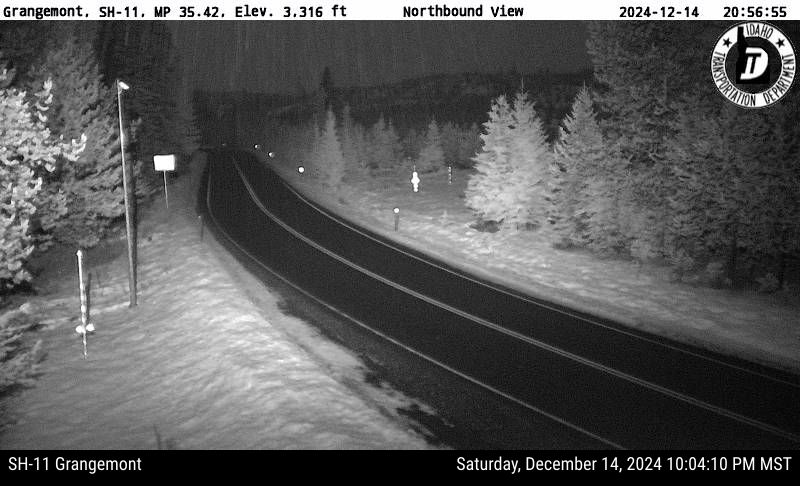 Grangemont, SH-11, MP 35.42, Elev. 3,316 ft Northbound View 2024-12-14 20:56:55
IDAHO
TRANSPORTATION DEPARTMENT
SH-11 Grangemont Saturday, December 14, 2024 10:04:10 PM MST